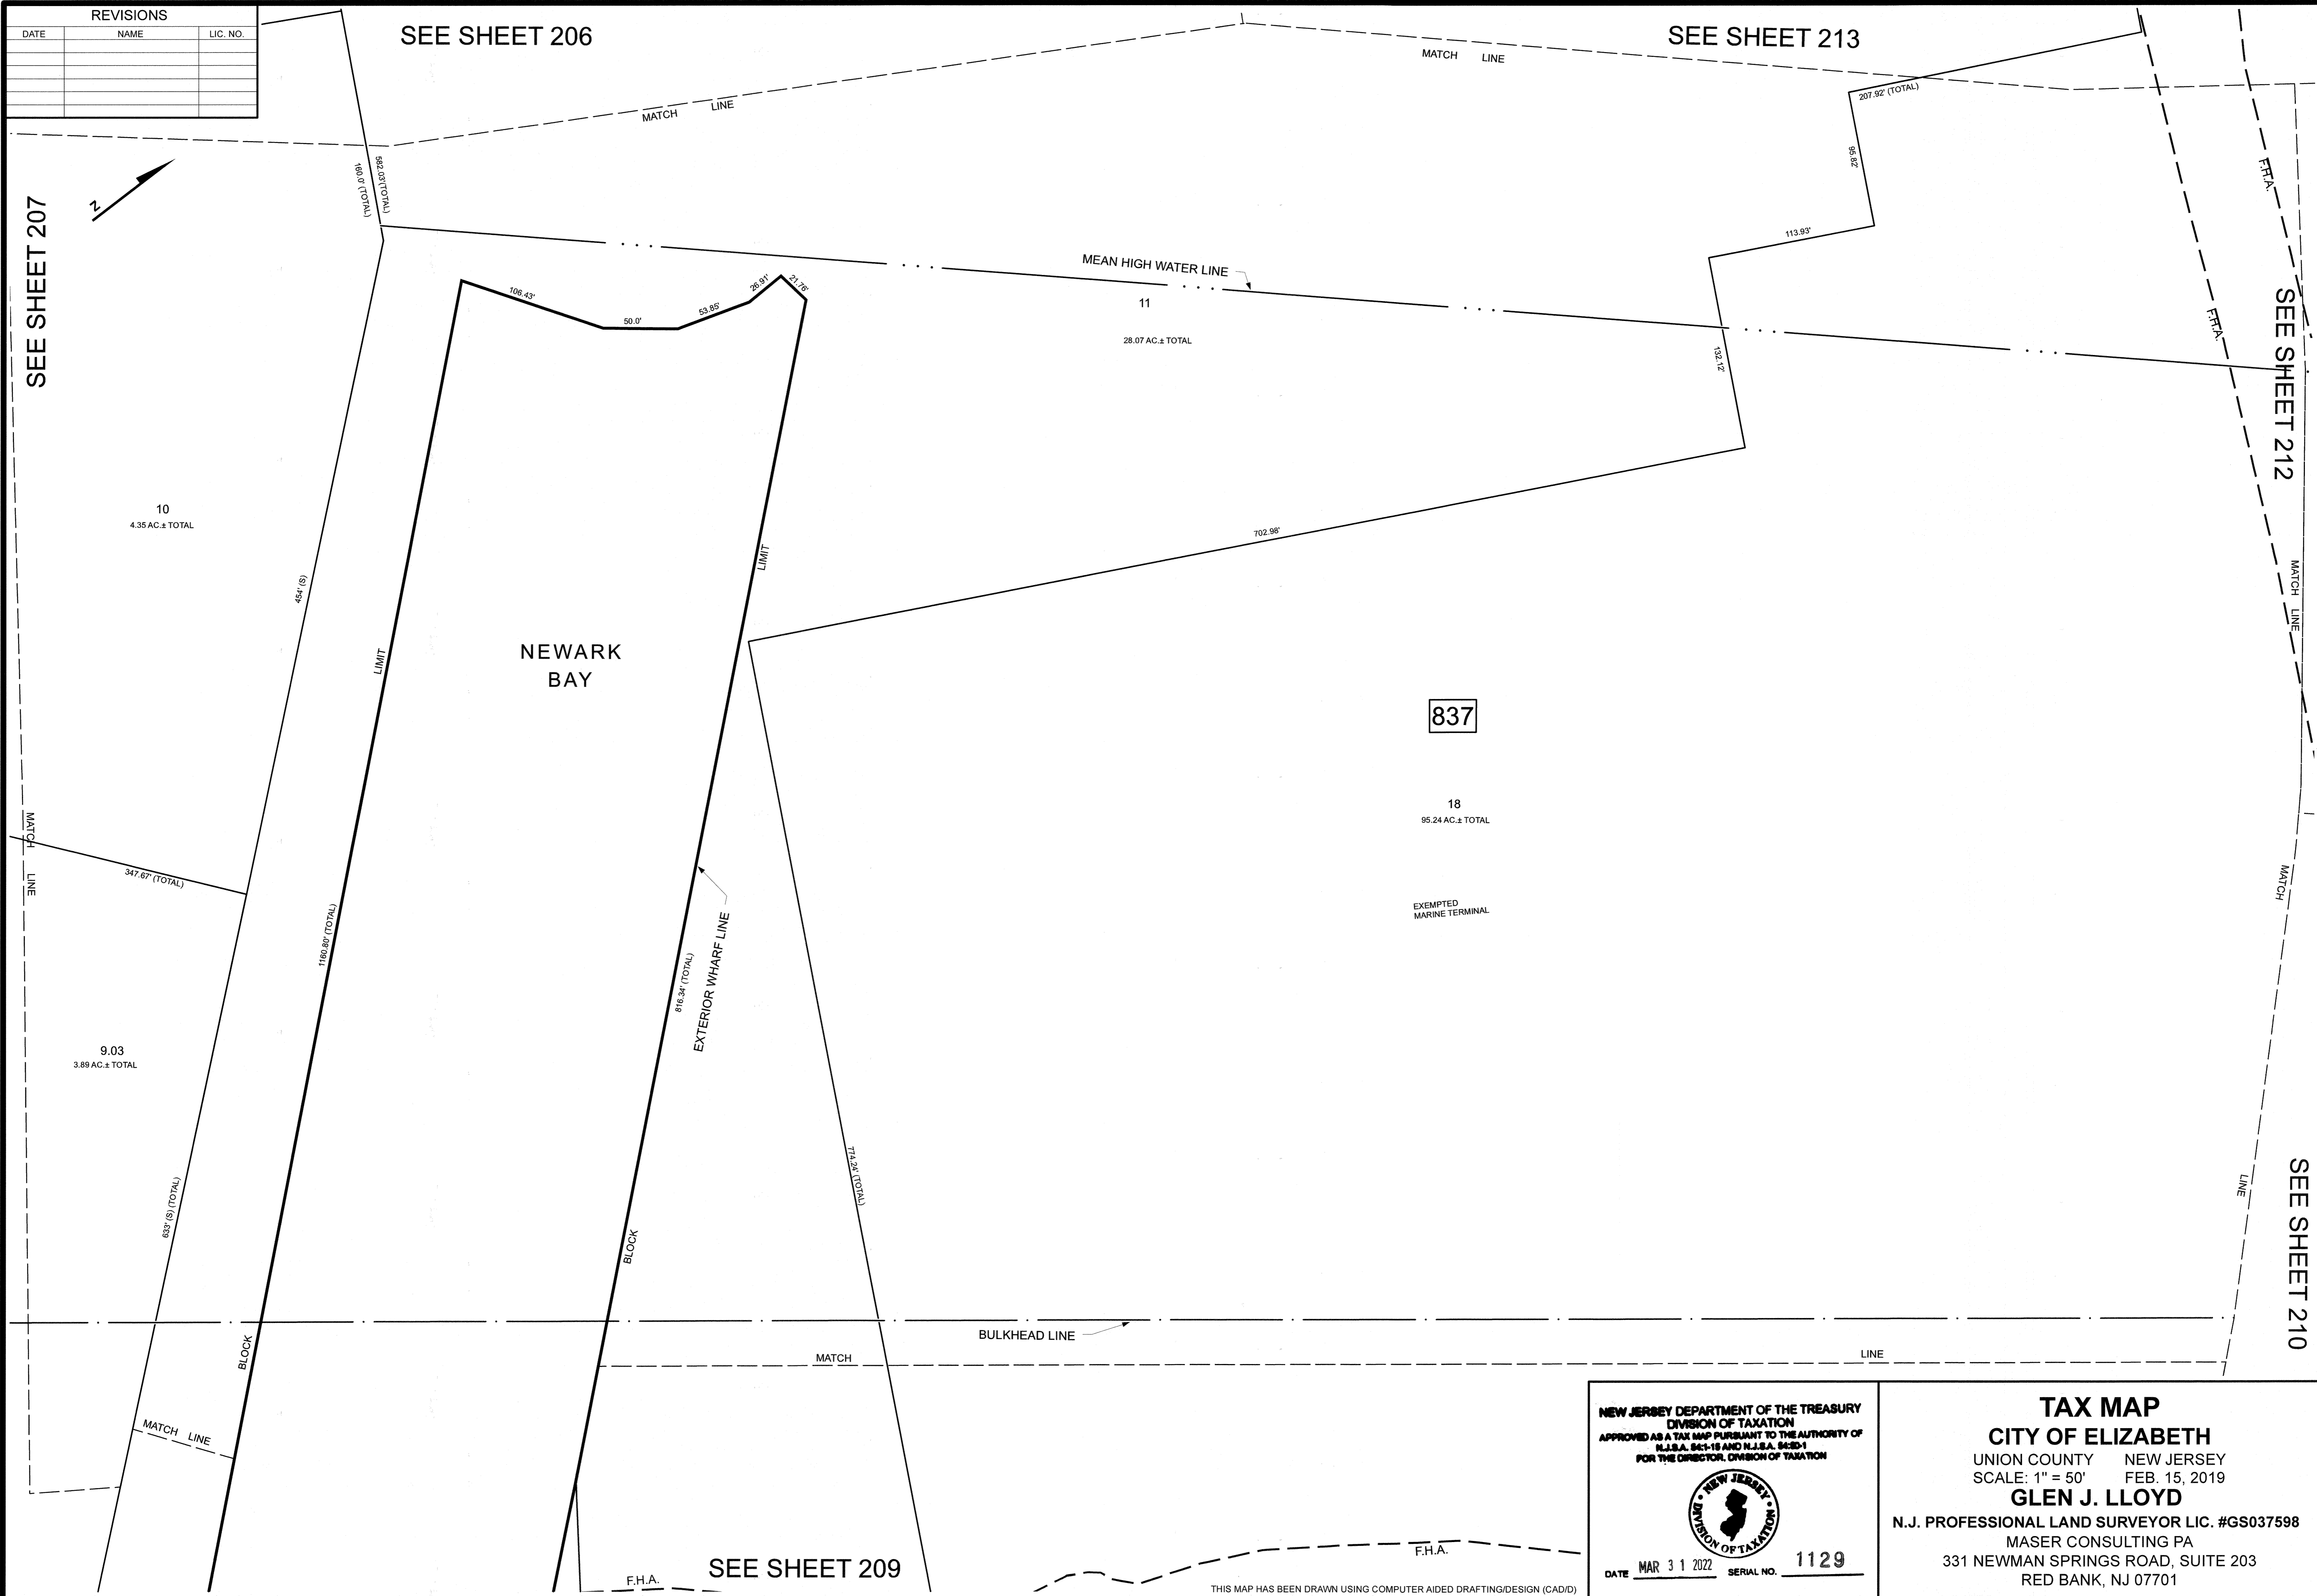 REVISIONS
DATE NAME LIC. NO.
SEE SHEET 206
SEE SHEET 213
MATCH LINE
MATCH LINE
207.92' (TOTAL)
95.82'
F.H.A.
160.0' (TOTAL)
582.03'(TOTAL)
N
SEE SHEET 207
113.93'
MEAN HIGH WATER LINE
106.43'
50.0'
53.85'
26.91'
21.76'
11
28.07 AC.± TOTAL
132.12'
F.H.A.
SEE SHEET 212
10
4.35 AC.± TOTAL
702.98'
454' (S)
LIMIT
LIMIT
MATCH LINE
NEWARK
BAY
837
18
95.24 AC.± TOTAL
MATCH LINE
347.67' (TOTAL)
EXEMPTED
MARINE TERMINAL
MATCH LINE
1160.80' (TOTAL)
816.34' (TOTAL)
EXTERIOR WHARF LINE
9.03
3.89 AC.± TOTAL
633' (S) (TOTAL)
774.24' (TOTAL)
BLOCK
SEE SHEET 210
BULKHEAD LINE
BLOCK
MATCH LINE
MATCH LINE
NEW JERSEY DEPARTMENT OF THE TREASURY
DIVISION OF TAXATION
APPROVED AS A TAX MAP PURSUANT TO THE AUTHORITY OF
N.J.S.A. 54:1-15 AND N.J.S.A. 54:50-1
FOR THE DIRECTOR, DIVISION OF TAXATION
NEW JERSEY
DIVISION OF TAXATION
DATE MAR 31 2022 SERIAL NO. 1129
TAX MAP
CITY OF ELIZABETH
UNION COUNTY NEW JERSEY
SCALE: 1" = 50' FEB. 15, 2019
GLEN J. LLOYD
N.J. PROFESSIONAL LAND SURVEYOR LIC. #GS037598
MASER CONSULTING PA
331 NEWMAN SPRINGS ROAD, SUITE 203
RED BANK, NJ 07701
F.H.A.
SEE SHEET 209
F.H.A.
THIS MAP HAS BEEN DRAWN USING COMPUTER AIDED DRAFTING/DESIGN (CAD/D)